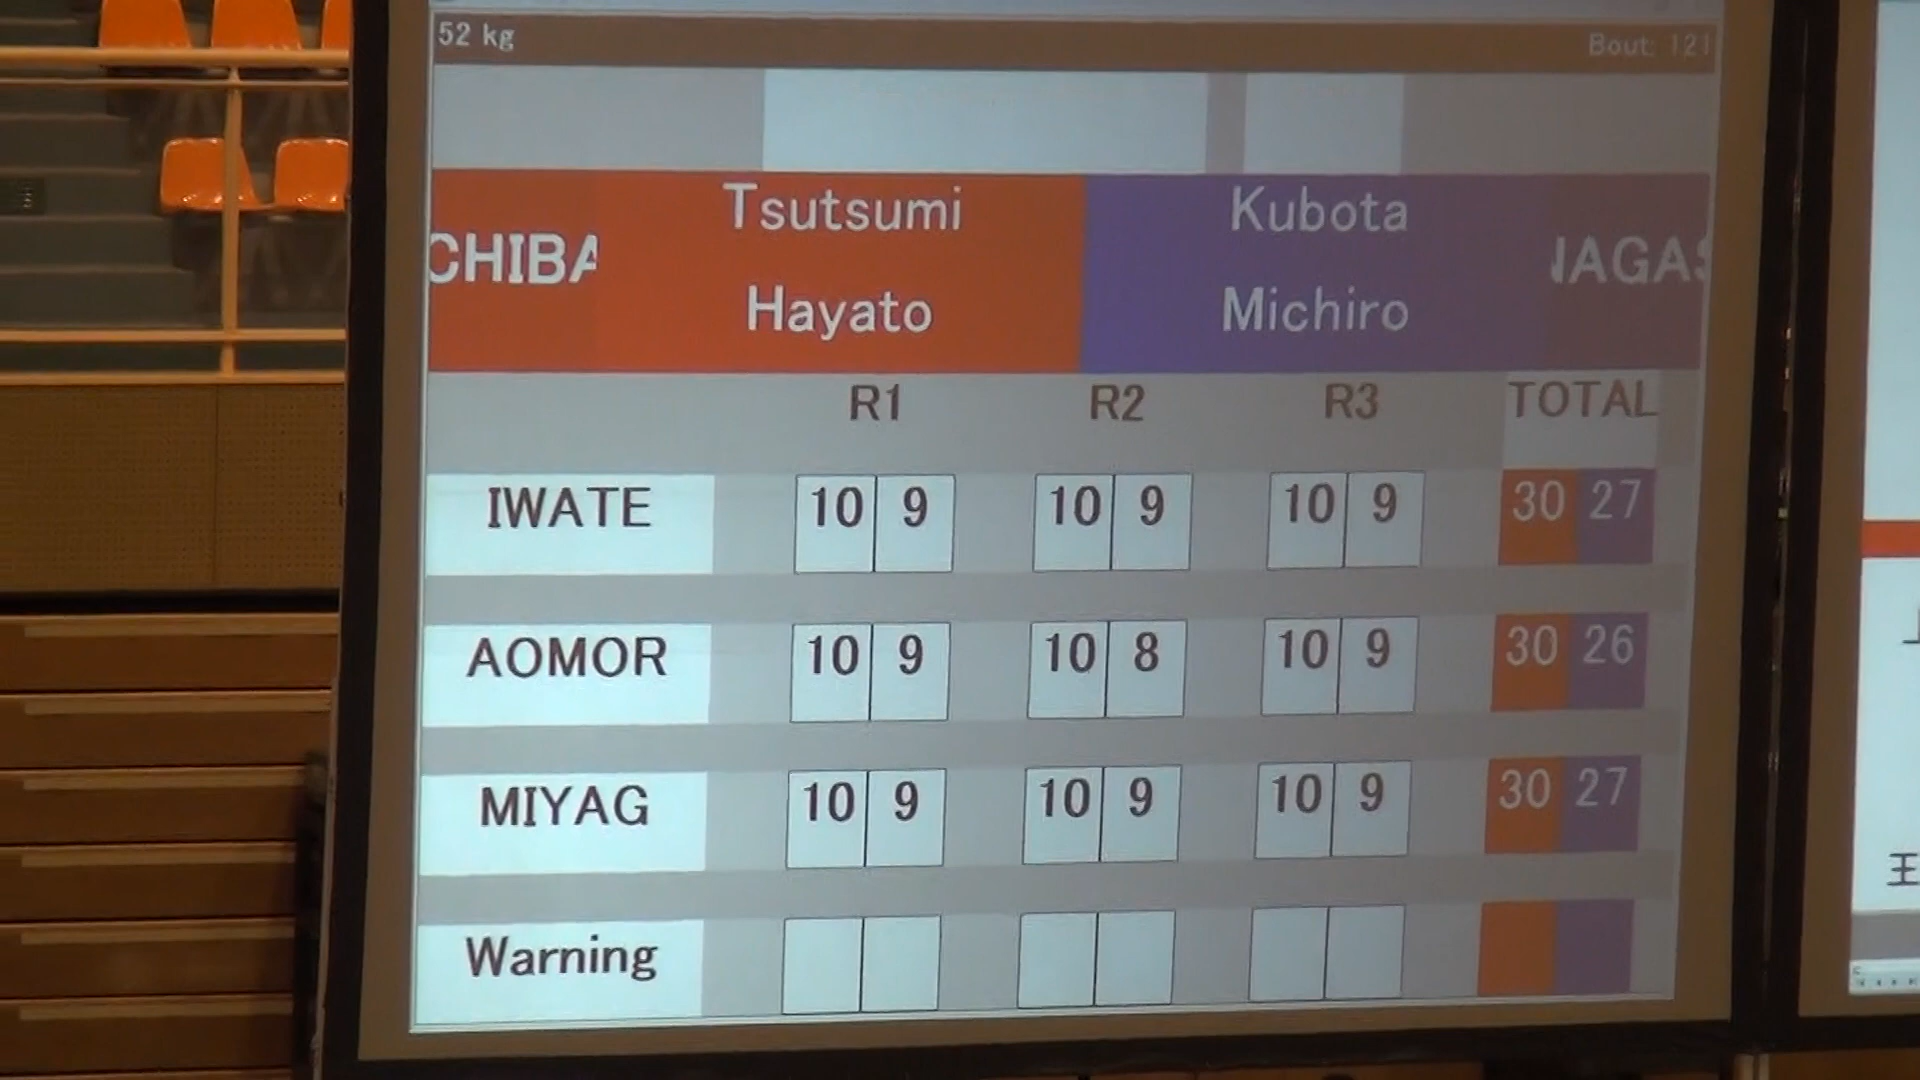 52 kg Bout: 121
Tsutsumi Kubota
CHIBA NAGAS
Hayato Michiro
R1 R2 R3 TOTAL
IWATE 10 9 10 9 10 9 30 27
AOMOR 10 9 10 8 10 9 30 26
MIYAG 10 9 10 9 10 9 30 27
Warning
王